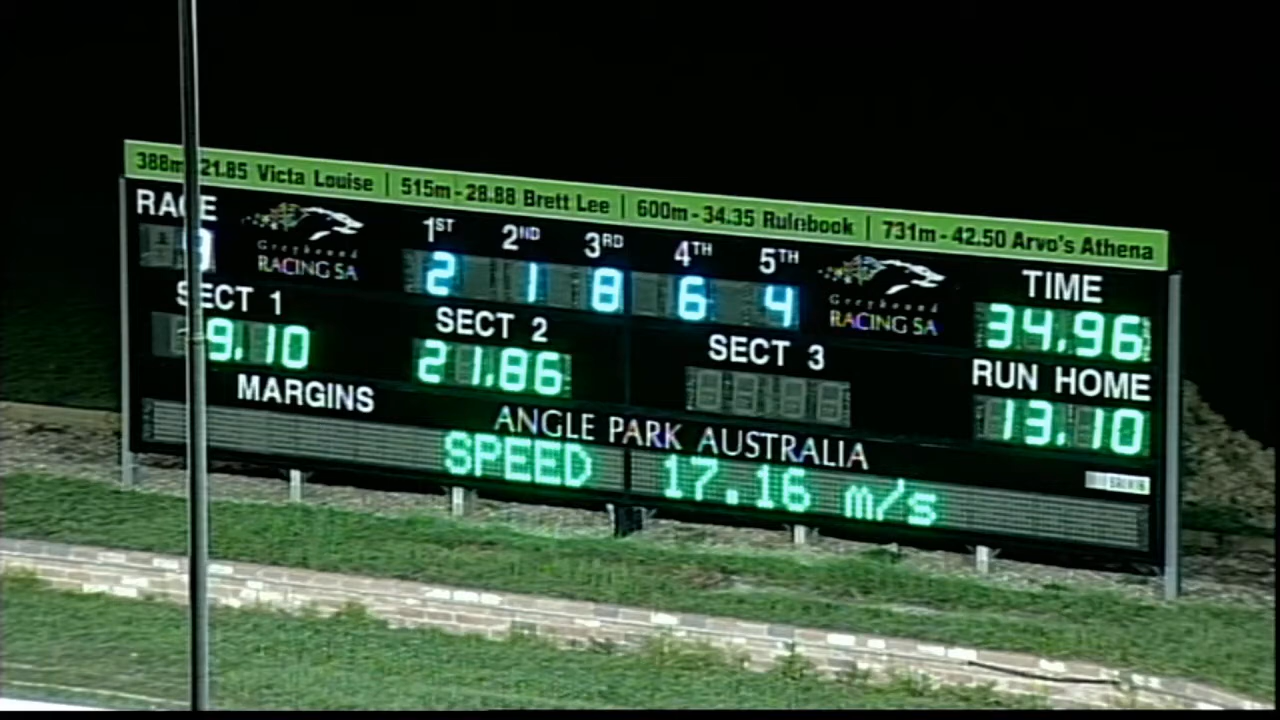 388m 21.85 Victa Louise | 515m - 28.88 Brett Lee | 600m - 34.35 Rulebook | 731m - 42.50 Arvo's Athena
RACE 9
Greyhound
RACING SA
1ST 2ND 3RD 4TH 5TH
2 1 8 6 4
Greyhound
RACING SA
TIME
34.96
SECT 1
9.10
SECT 2
21.86
SECT 3
RUN HOME
13.10
MARGINS
ANGLE PARK AUSTRALIA
SPEED 17.16 m/s